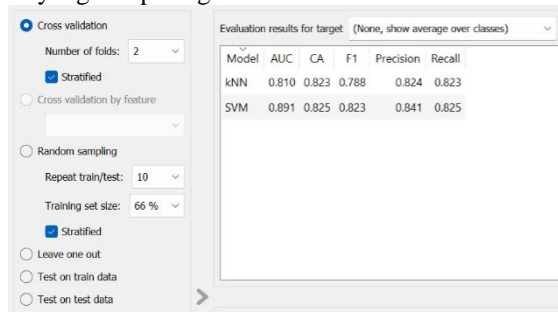 Cross validation
Number of folds: 2
Stratified
Cross validation by feature
Random sampling
Repeat train/test: 10
Training set size: 66 %
Stratified
Leave one out
Test on train data
Test on test data
Evaluation results for target (None, show average over classes)
Model AUC CA F1 Precision Recall
kNN 0.810 0.823 0.788 0.824 0.823
SVM 0.891 0.825 0.823 0.841 0.825